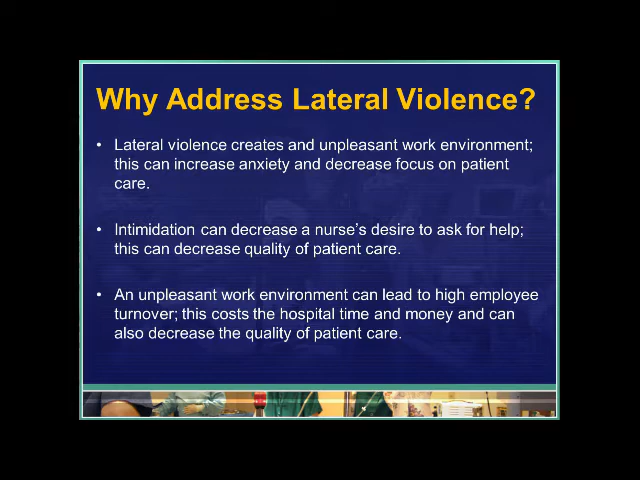 Why Address Lateral Violence?
• Lateral violence creates and unpleasant work environment;
this can increase anxiety and decrease focus on patient
care.
• Intimidation can decrease a nurse's desire to ask for help;
this can decrease quality of patient care.
• An unpleasant work environment can lead to high employee
turnover; this costs the hospital time and money and can
also decrease the quality of patient care.